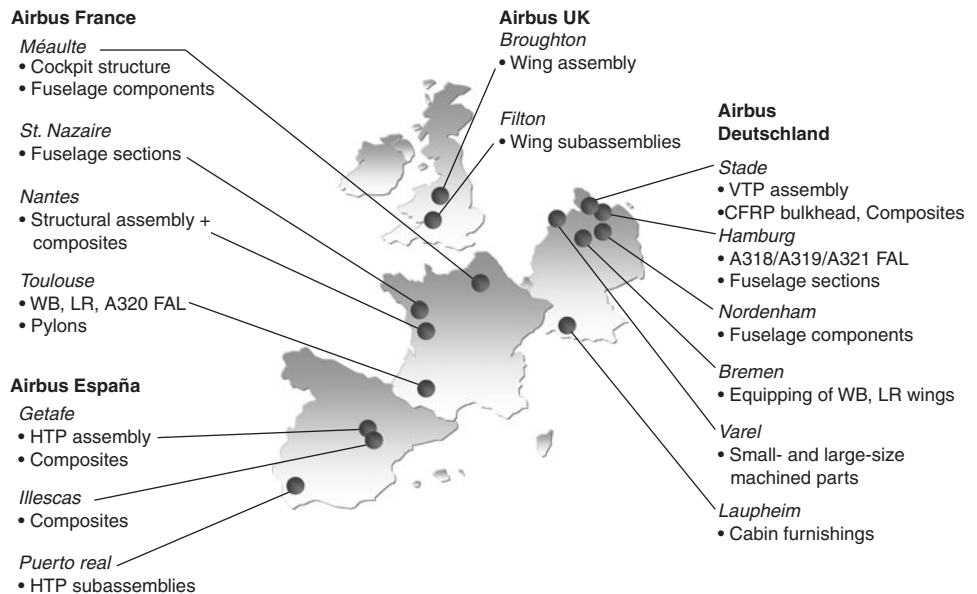 Airbus France
Méaulte
• Cockpit structure
• Fuselage components
St. Nazaire
• Fuselage sections
Nantes
• Structural assembly +
composites
Toulouse
• WB, LR, A320 FAL
• Pylons
Airbus España
Getafe
• HTP assembly
• Composites
Illescas
• Composites
Puerto real
• HTP subassemblies
Airbus UK
Broughton
• Wing assembly
Filton
• Wing subassemblies
Airbus
Deutschland
Stade
• VTP assembly
•CFRP bulkhead, Composites
Hamburg
• A318/A319/A321 FAL
• Fuselage sections
Nordenham
• Fuselage components
Bremen
• Equipping of WB, LR wings
Varel
• Small- and large-size
machined parts
Laupheim
• Cabin furnishings